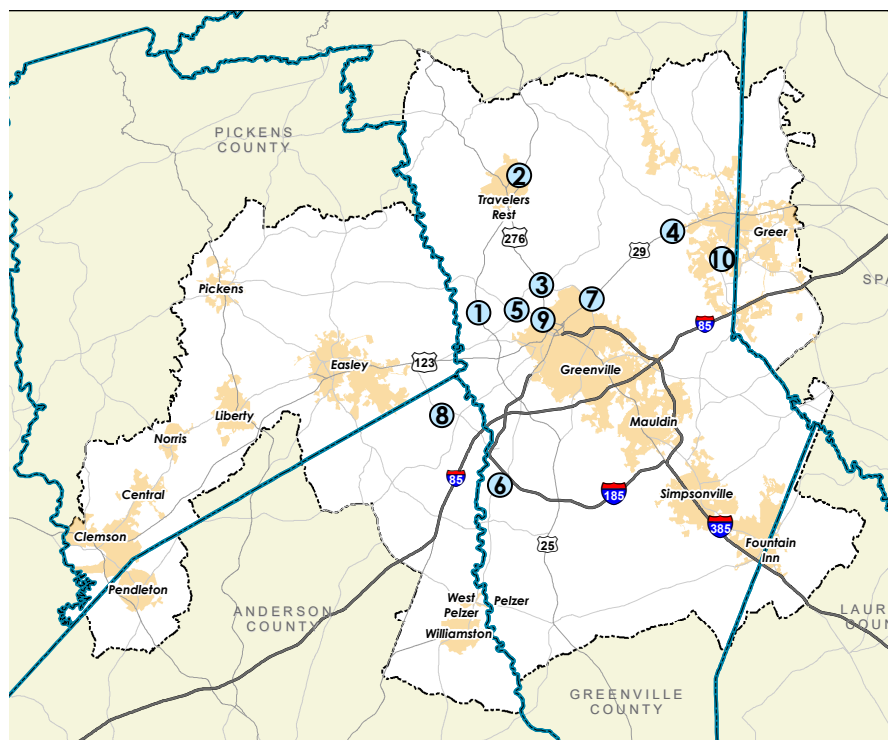 PICKENS
COUNTY
2
Travelers
Rest
276
4
Greer
29
10
SPA
Pickens
3
7
1
5
9
85
123
Easley
Greenville
Liberty
8
Mauldin
Norris
85
6
185
Central
Simpsonville
385
Clemson
25
Fountain
Inn
Pendleton
West
Pelzer
Pelzer
ANDERSON
COUNTY
Williamston
LAUR
COUN
GREENVILLE
COUNTY